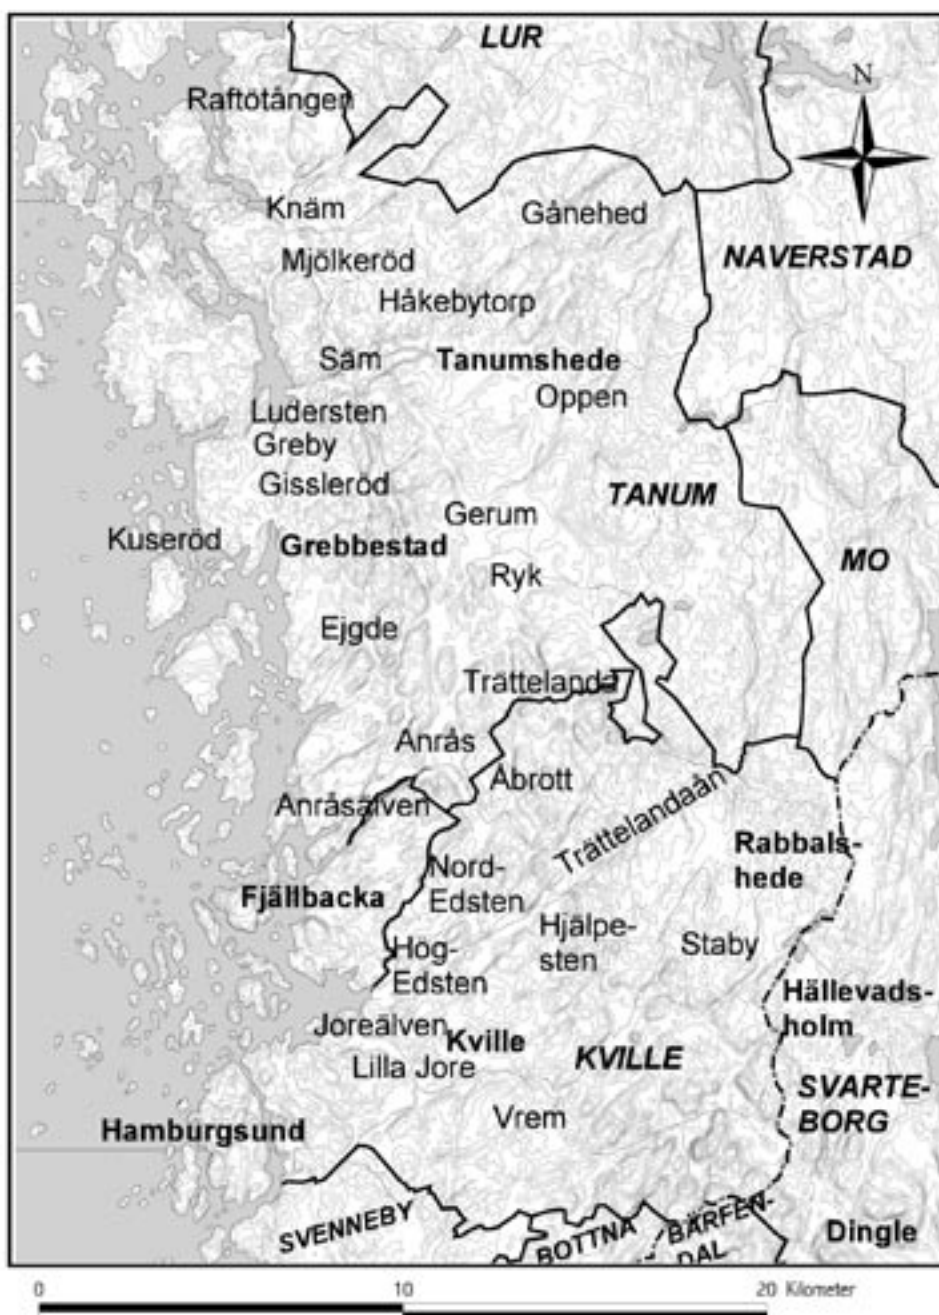 LUR
Raftötången
N
Knäm
Gånehed
NAVERSTAD
Mjölkeröd
Håkebytorp
Säm
Tanumshede
Oppen
Ludersten
Greby
Gissleröd
TANUM
Gerum
Kuseröd
Grebbestad
MO
Ryk
Ejgde
Trättelanda
Anrås
Åbrott
Anråsälven
Trättelandaån
Rabbals-
hede
Nord-
Edsten
Fjällbacka
Hjälpe-
sten
Staby
Hög-
Edsten
Hällevads-
holm
Joreälven
Kville
KVILLE
Lilla Jore
SVARTE-
BORG
Vrem
Hamburgsund
SVENNEBY
BOTTNA
BÄRFEN-
DAL
Dingle
0 10 20 Kilometer